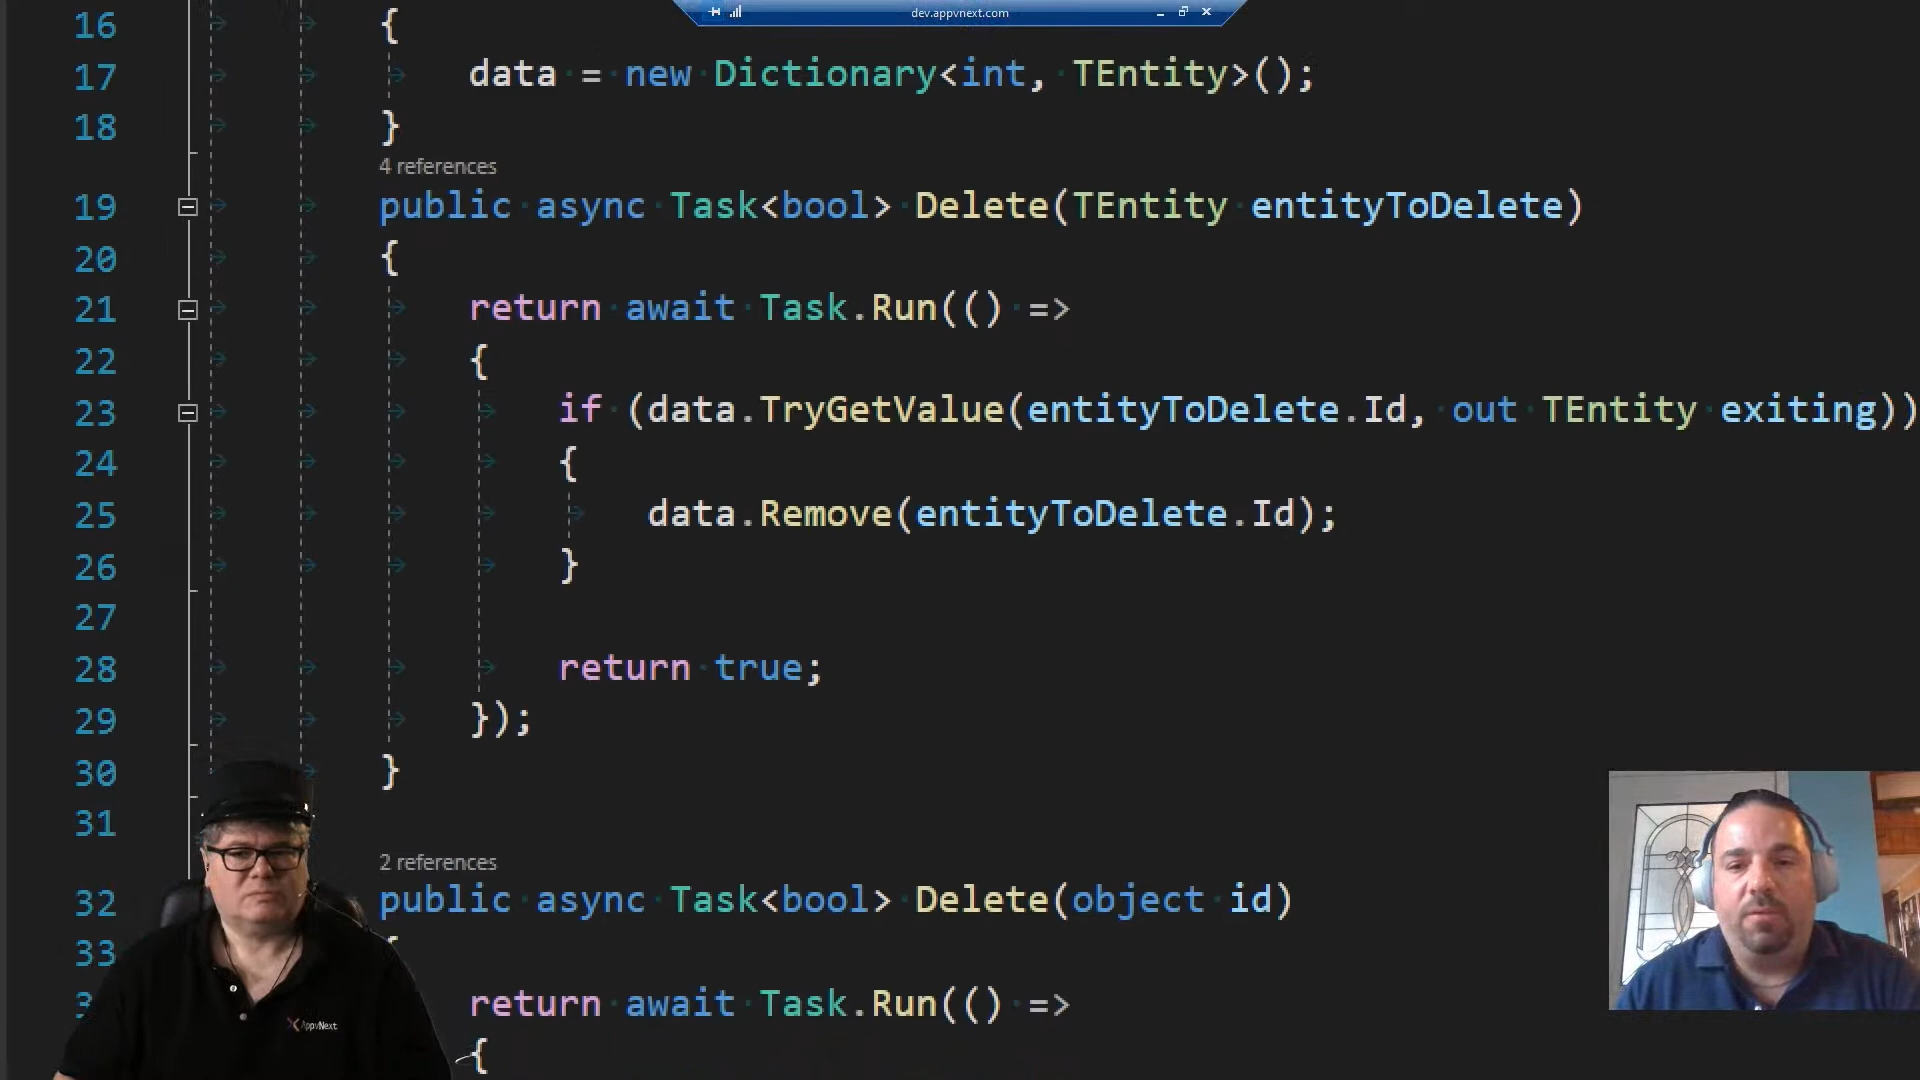 dev.appvnext.com
16 {
17 data = new Dictionary<int, TEntity>();
18 }
4 references
19 public async Task<bool> Delete(TEntity entityToDelete)
20 {
21 return await Task.Run(() =>
22 {
23 if (data.TryGetValue(entityToDelete.Id, out TEntity exiting))
24 {
25 data.Remove(entityToDelete.Id);
26 }
27
28 return true;
29 });
30 }
31
2 references
32 public async Task<bool> Delete(object id)
33 {
return await Task.Run(() =>
{
AppvNext